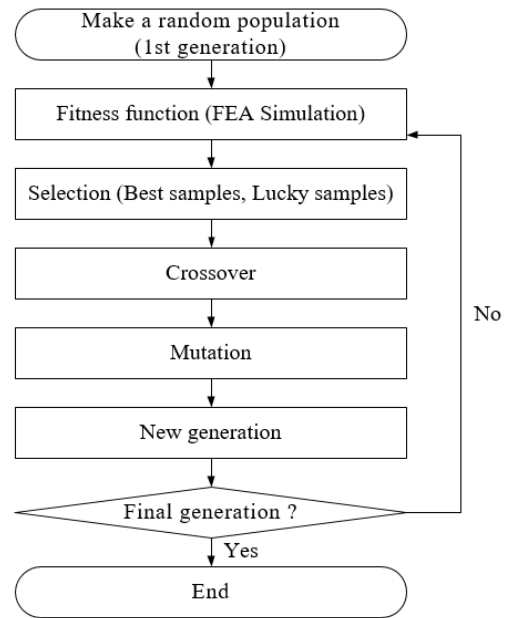 Make a random population
(1st generation)
Fitness function (FEA Simulation)
Selection (Best samples, Lucky samples)
Crossover
No
Mutation
New generation
Final generation ?
Yes
End